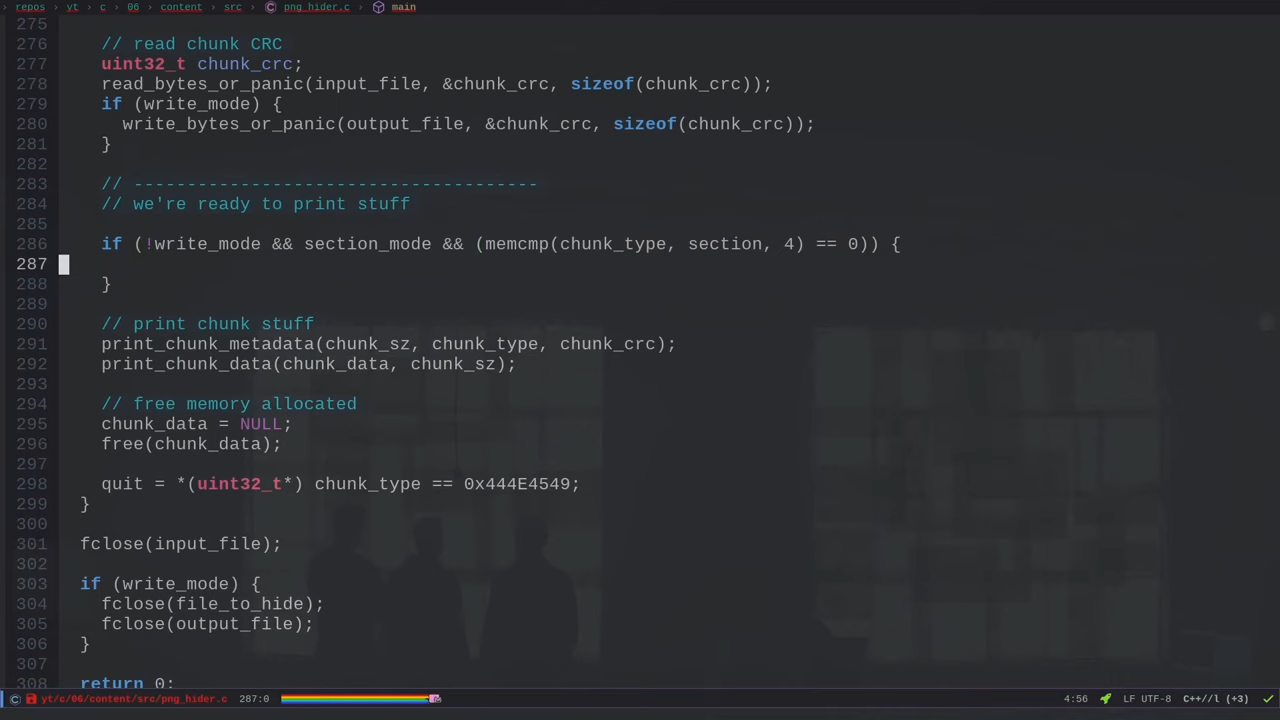 › repos › yt › c › 06 › content › src › png_hider.c › main
275
276 // read chunk CRC
277 uint32_t chunk_crc;
278 read_bytes_or_panic(input_file, &chunk_crc, sizeof(chunk_crc));
279 if (write_mode) {
280 write_bytes_or_panic(output_file, &chunk_crc, sizeof(chunk_crc));
281 }
282
283 // --------------------------------------
284 // we're ready to print stuff
285
286 if (!write_mode && section_mode && (memcmp(chunk_type, section, 4) == 0)) {
287
288 }
289
290 // print chunk stuff
291 print_chunk_metadata(chunk_sz, chunk_type, chunk_crc);
292 print_chunk_data(chunk_data, chunk_sz);
293
294 // free memory allocated
295 chunk_data = NULL;
296 free(chunk_data);
297
298 quit = *(uint32_t*) chunk_type == 0x444E4549;
299 }
300
301 fclose(input_file);
302
303 if (write_mode) {
304 fclose(file_to_hide);
305 fclose(output_file);
306 }
307
308 return 0;
yt/c/06/content/src/png_hider.c 287:0 4:56 LF UTF-8 C++//l (+3)